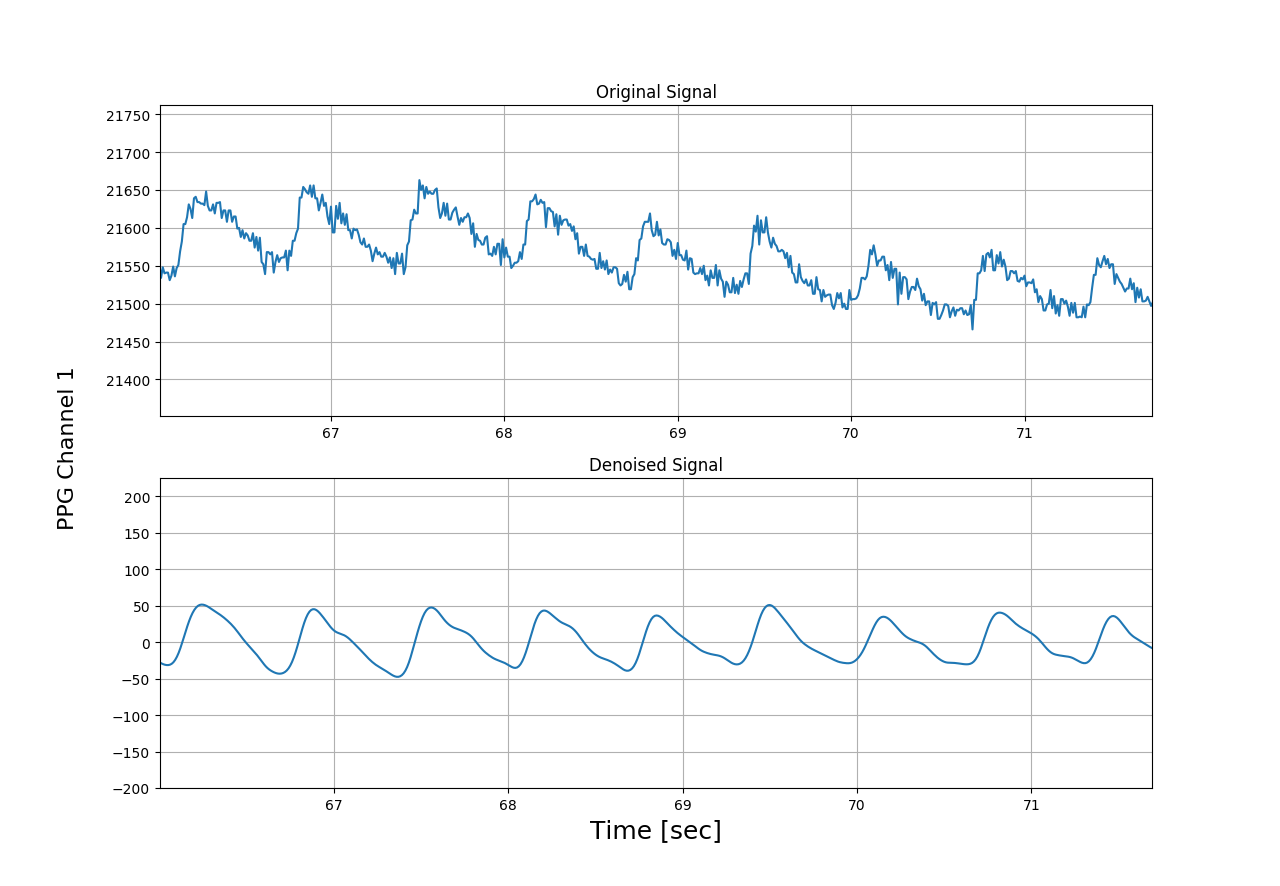 Original Signal
21750
21700
21650
21600
21550
21500
21450
21400
67 68 69 70 71
PPG Channel 1
Denoised Signal
200
150
100
50
0
−50
−100
−150
−200
67 68 69 70 71
Time [sec]